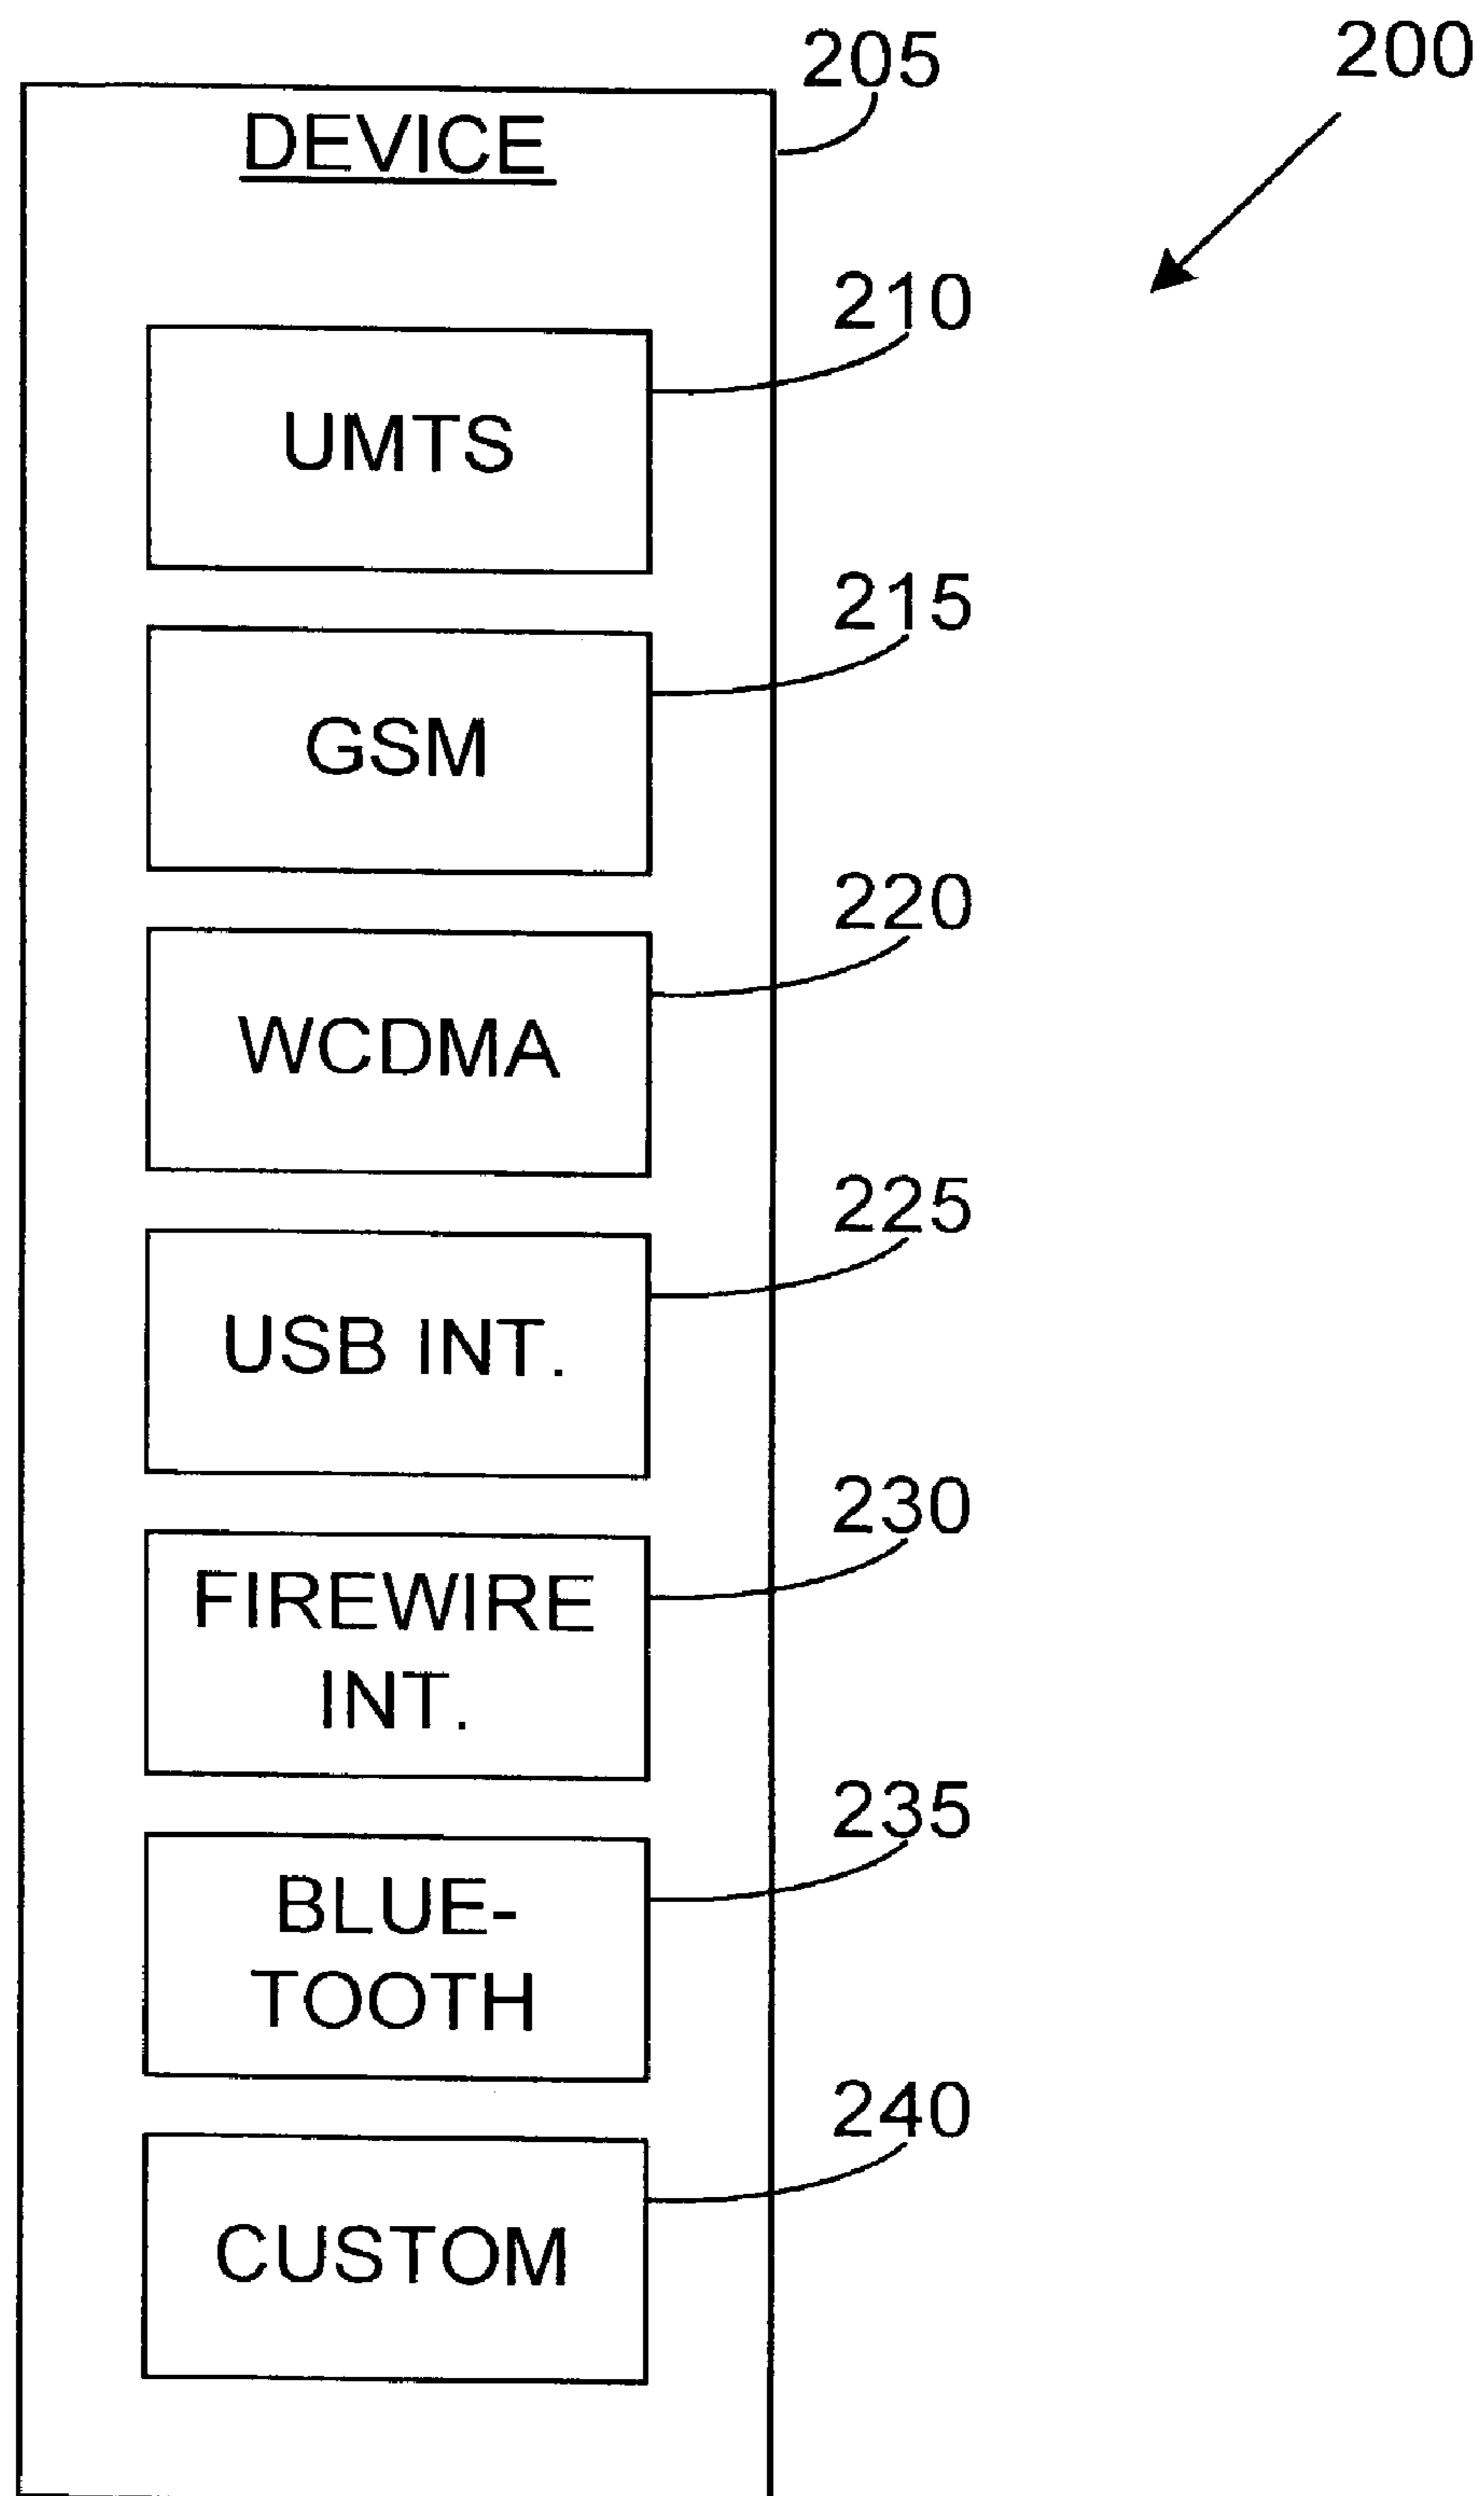 205
200
DEVICE
210
UMTS
215
GSM
220
WCDMA
225
USB INT.
230
FIREWIRE
INT.
235
BLUE-
TOOTH
240
CUSTOM